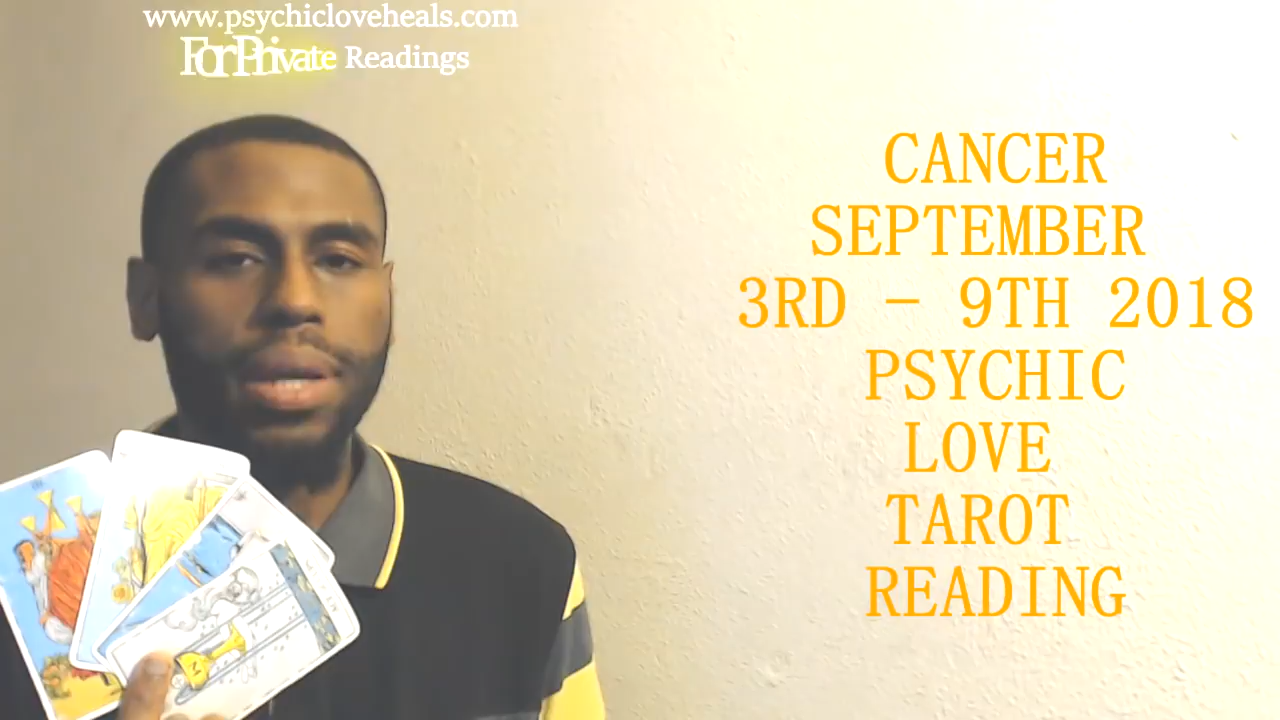 www.psychicloveheals.com
For Private Readings
CANCER
SEPTEMBER
3RD - 9TH 2018
PSYCHIC
LOVE
TAROT
READING